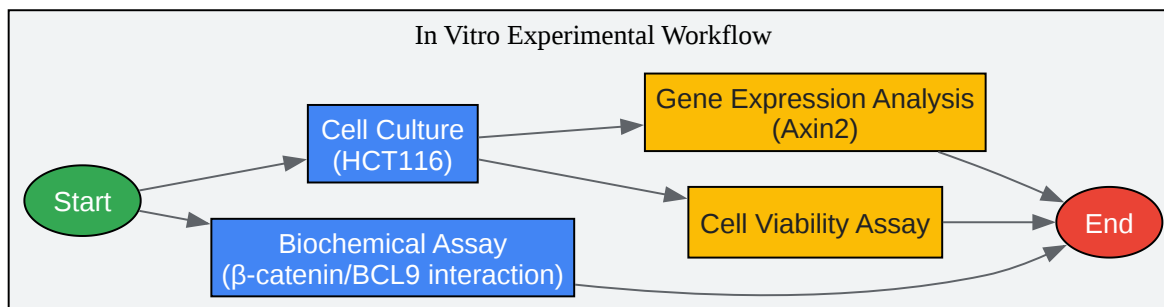 In Vitro Experimental Workflow
Start
Cell Culture
(HCT116)
Biochemical Assay
(β-catenin/BCL9 interaction)
Gene Expression Analysis
(Axin2)
Cell Viability Assay
End